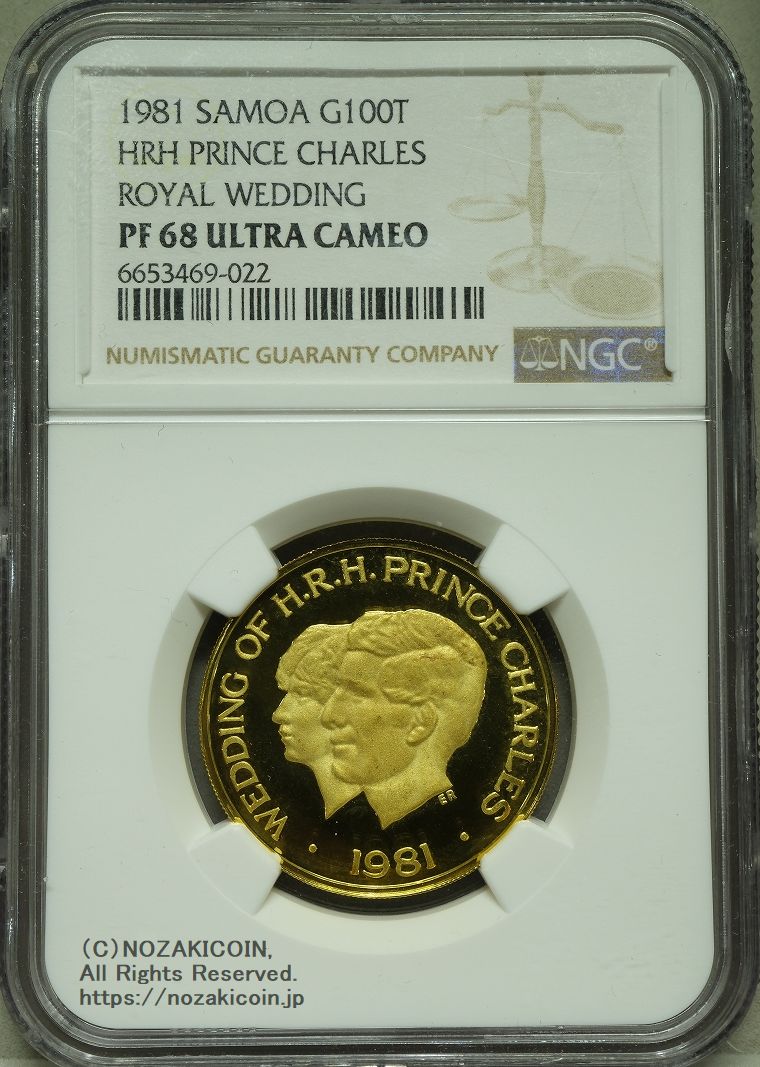 1981 SAMOA G100T
HRH PRINCE CHARLES
ROYAL WEDDING
PF 68 ULTRA CAMEO
6653469-022
NUMISMATIC GUARANTY COMPANY
NGC®
WEDDING OF H.R.H. PRINCE CHARLES
ER
· 1981 ·
(C)NOZAKICOIN,
All Rights Reserved.
https://nozakicoin.jp